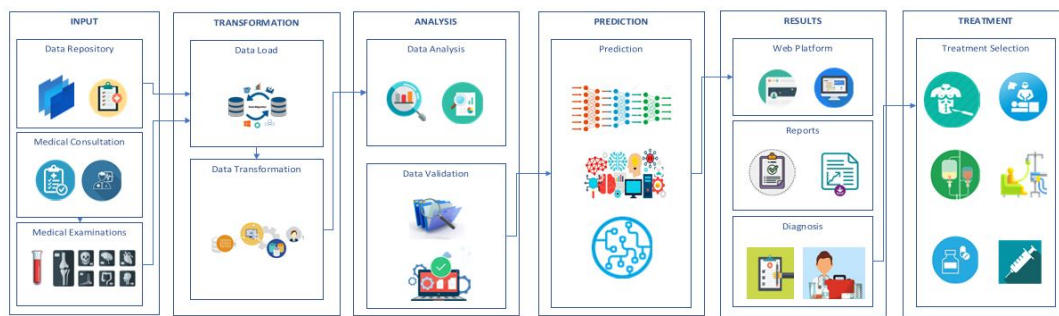 INPUT
Data Repository
Medical Consultation
Medical Examinations
TRANSFORMATION
Data Load
Data Transformation
ANALYSIS
Data Analysis
Data Validation
PREDICTION
Prediction
RESULTS
Web Platform
Reports
Diagnosis
TREATMENT
Treatment Selection